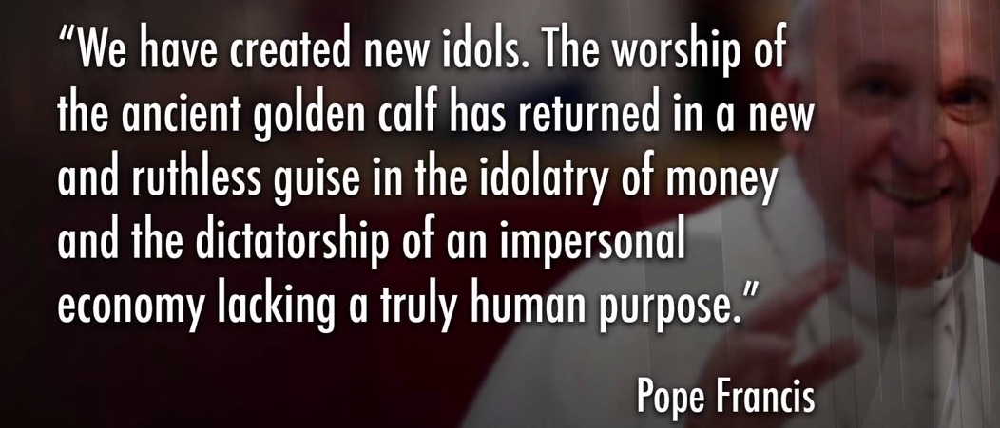 “We have created new idols. The worship of
the ancient golden calf has returned in a new
and ruthless guise in the idolatry of money
and the dictatorship of an impersonal
economy lacking a truly human purpose.”
Pope Francis